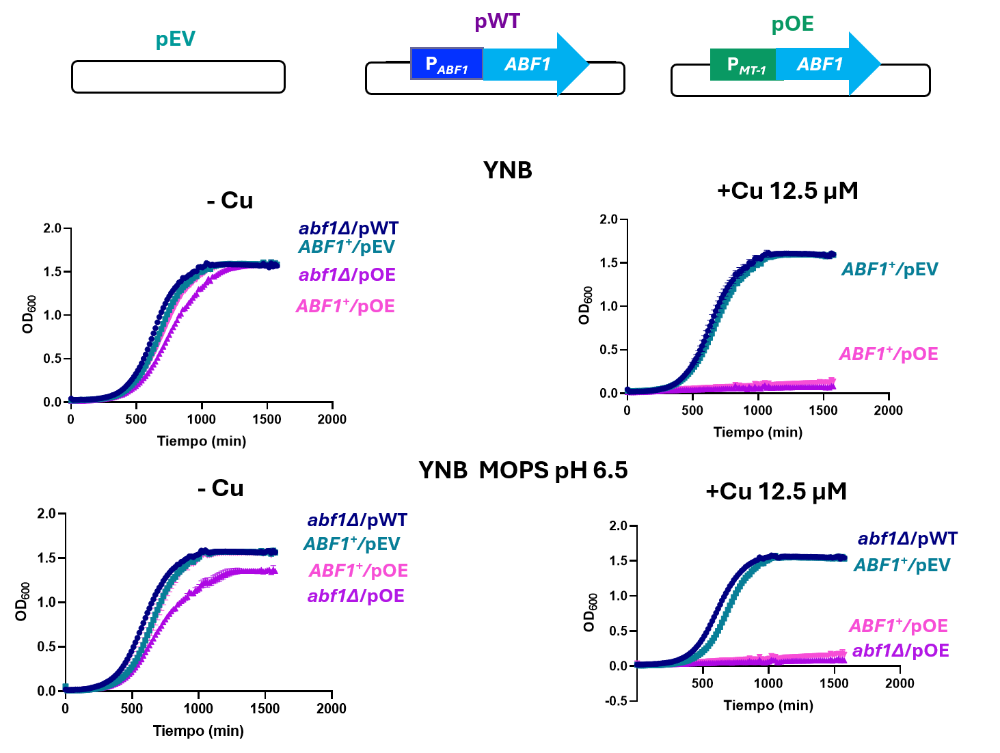 pEV
pWT
pOE
P_ABF1 ABF1
P_MT-1 ABF1
YNB
- Cu
+Cu 12.5 µM
2.0
1.5
1.0
0.5
0.0
OD600
0 500 1000 1500 2000
Tiempo (min)
abf1Δ/pWT
ABF1+/pEV
abf1Δ/pOE
ABF1+/pOE
2.0
1.5
1.0
0.5
0.0
OD600
0 500 1000 1500 2000
Tiempo (min)
ABF1+/pEV
ABF1+/pOE
YNB MOPS pH 6.5
- Cu
+Cu 12.5 µM
2.0
1.5
1.0
0.5
0.0
OD600
0 500 1000 1500 2000
Tiempo (min)
abf1Δ/pWT
ABF1+/pEV
ABF1+/pOE
abf1Δ/pOE
2.0
1.5
1.0
0.5
0.0
-0.5
OD600
500 1000 1500 2000
Tiempo (min)
abf1Δ/pWT
ABF1+/pEV
ABF1+/pOE
abf1Δ/pOE